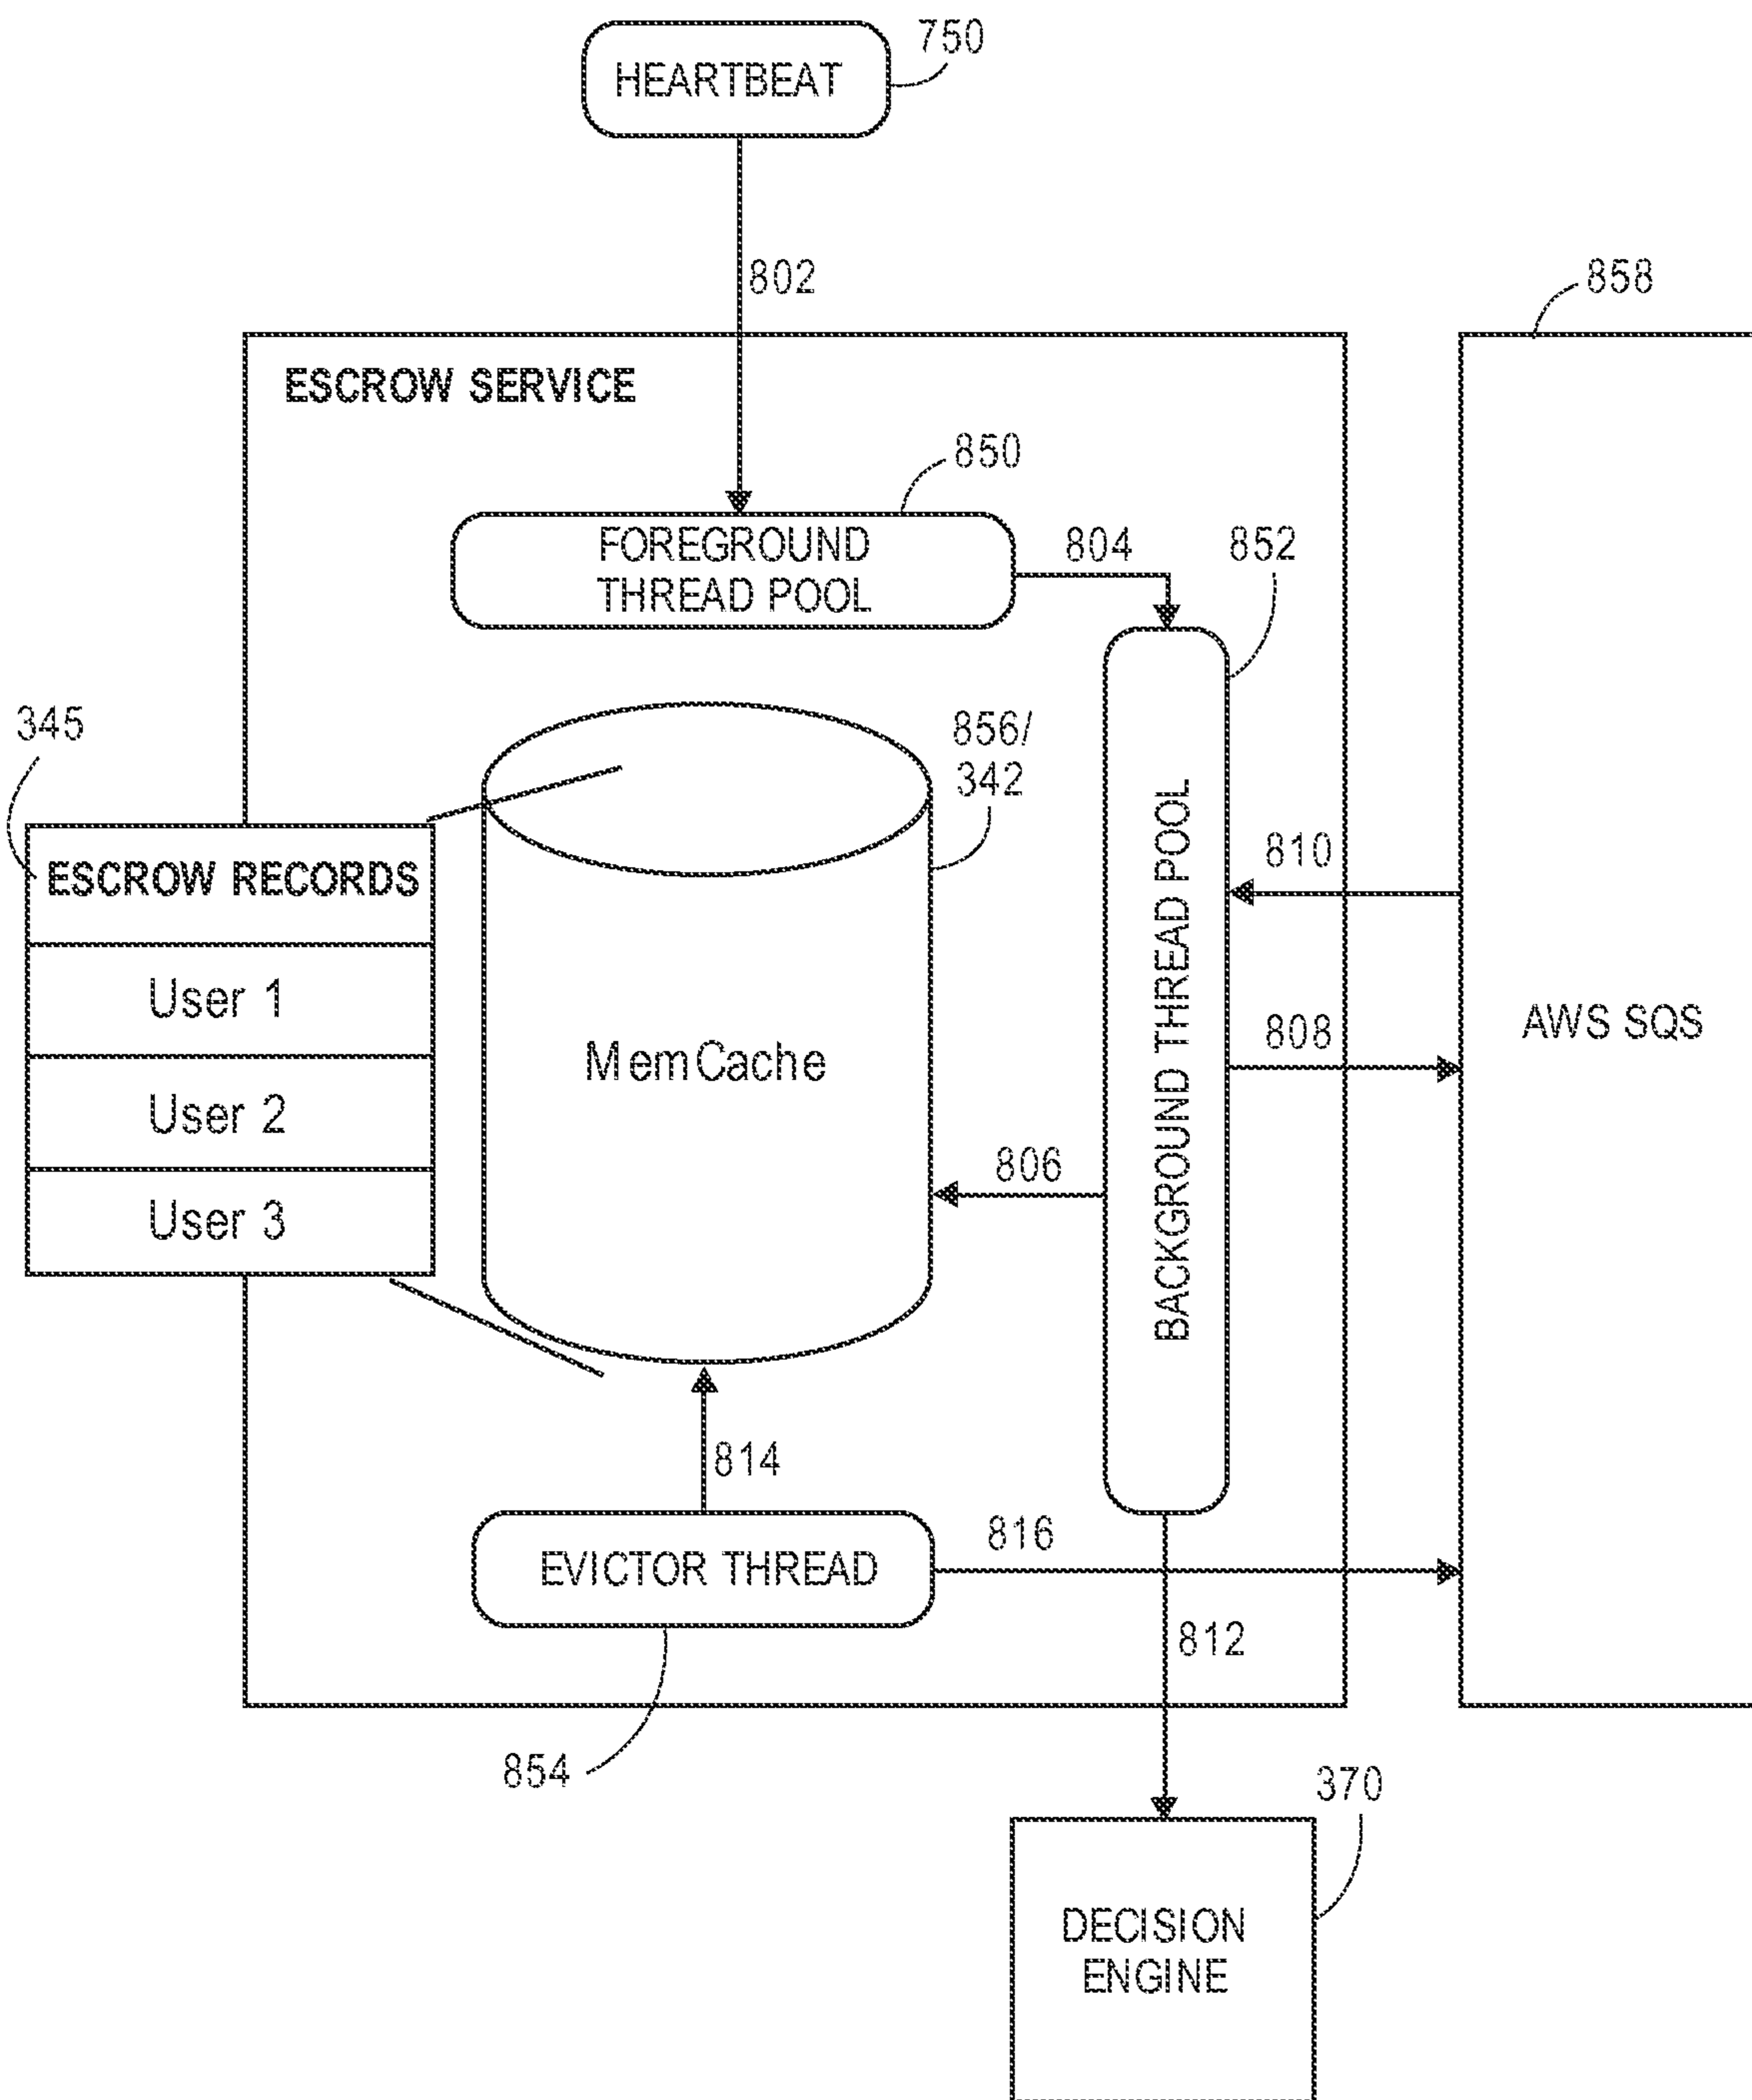 750
HEARTBEAT
802
858
ESCROW SERVICE
850
FOREGROUND
THREAD POOL
804
852
345
856/
342
ESCROW RECORDS
User 1
User 2
User 3
MemCache
BACKGROUND THREAD POOL
810
808
AWS SQS
806
814
EVICTOR THREAD
816
812
854
370
DECISION
ENGINE